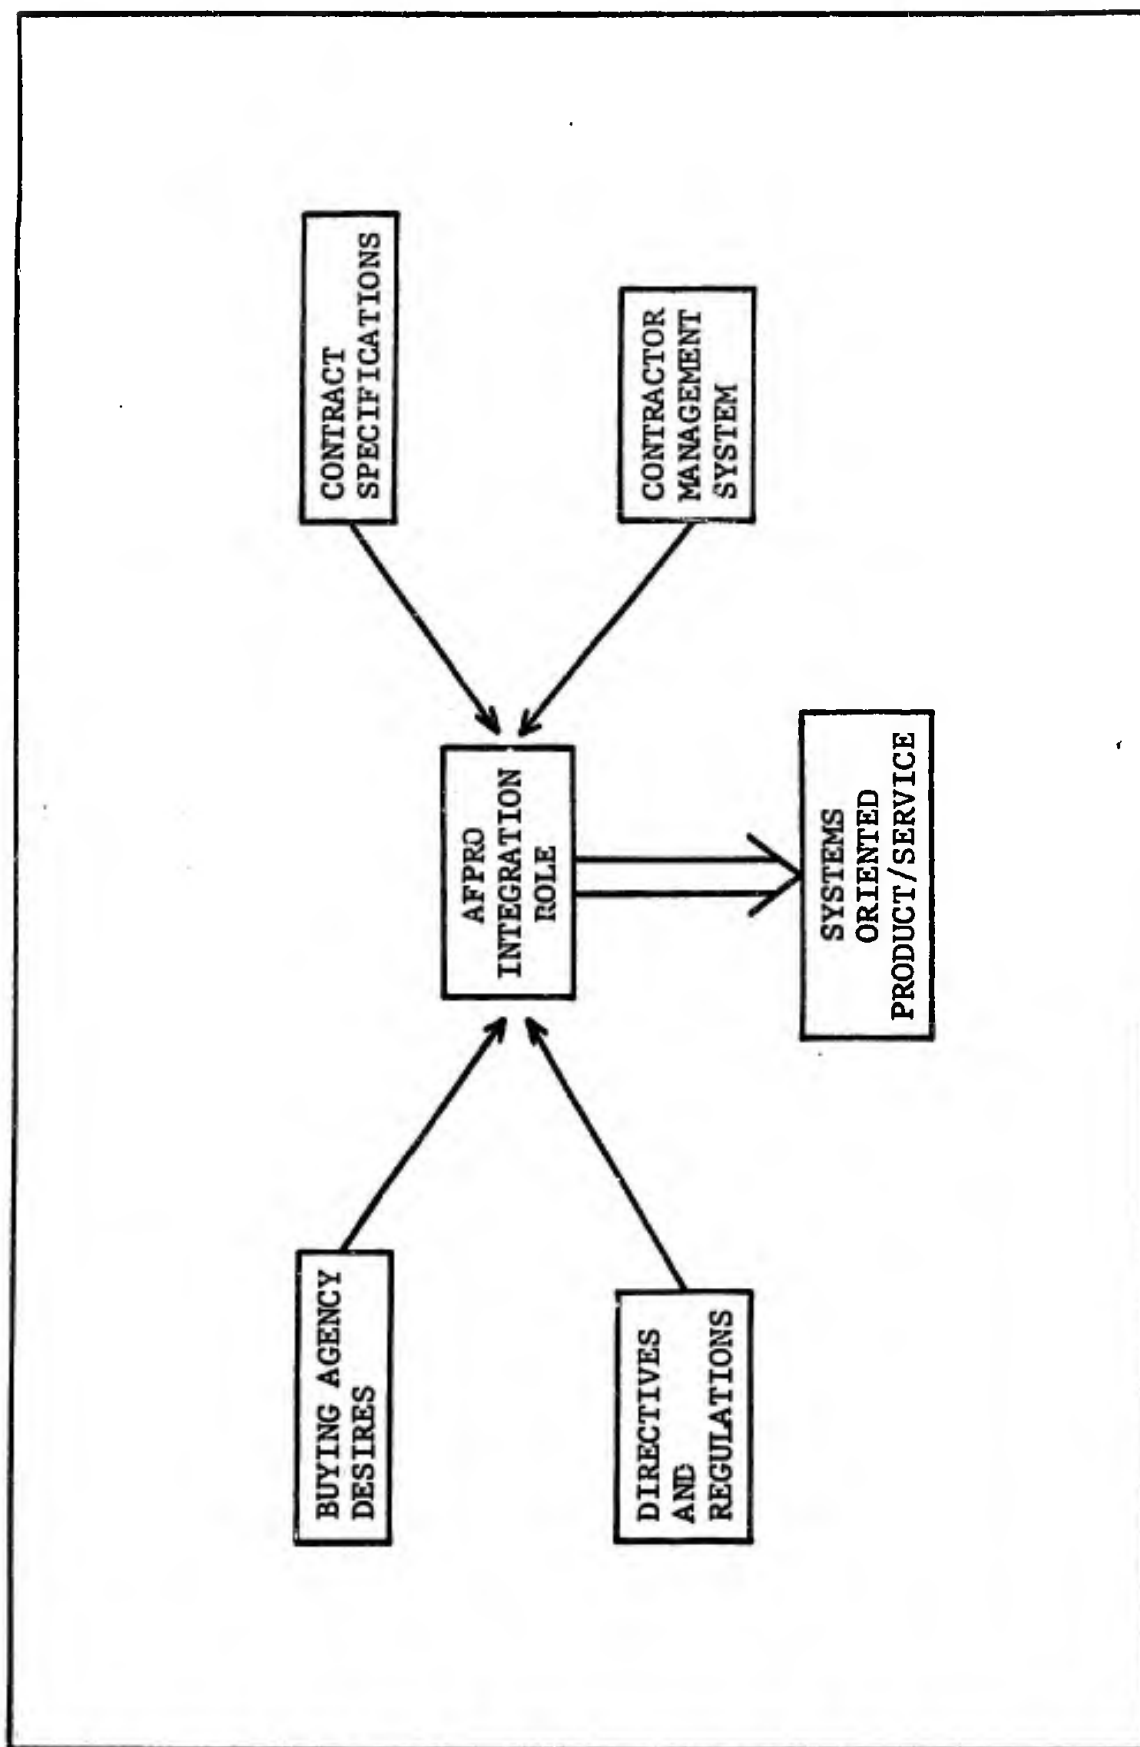 BUYING AGENCY
DESIRES
CONTRACT
SPECIFICATIONS
AFPRO
INTEGRATION
ROLE
DIRECTIVES
AND
REGULATIONS
CONTRACTOR
MANAGEMENT
SYSTEM
SYSTEMS
ORIENTED
PRODUCT/SERVICE